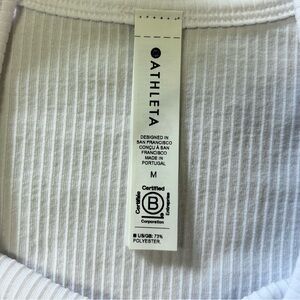 ATHLETA
DESIGNED IN
SAN FRANCISCO
CONÇU À SAN
FRANCISCO
MADE IN
PORTUGAL
M
Certified
Certifiée
B
Entreprise
Corporation
US/GB: 73%
POLYESTER,